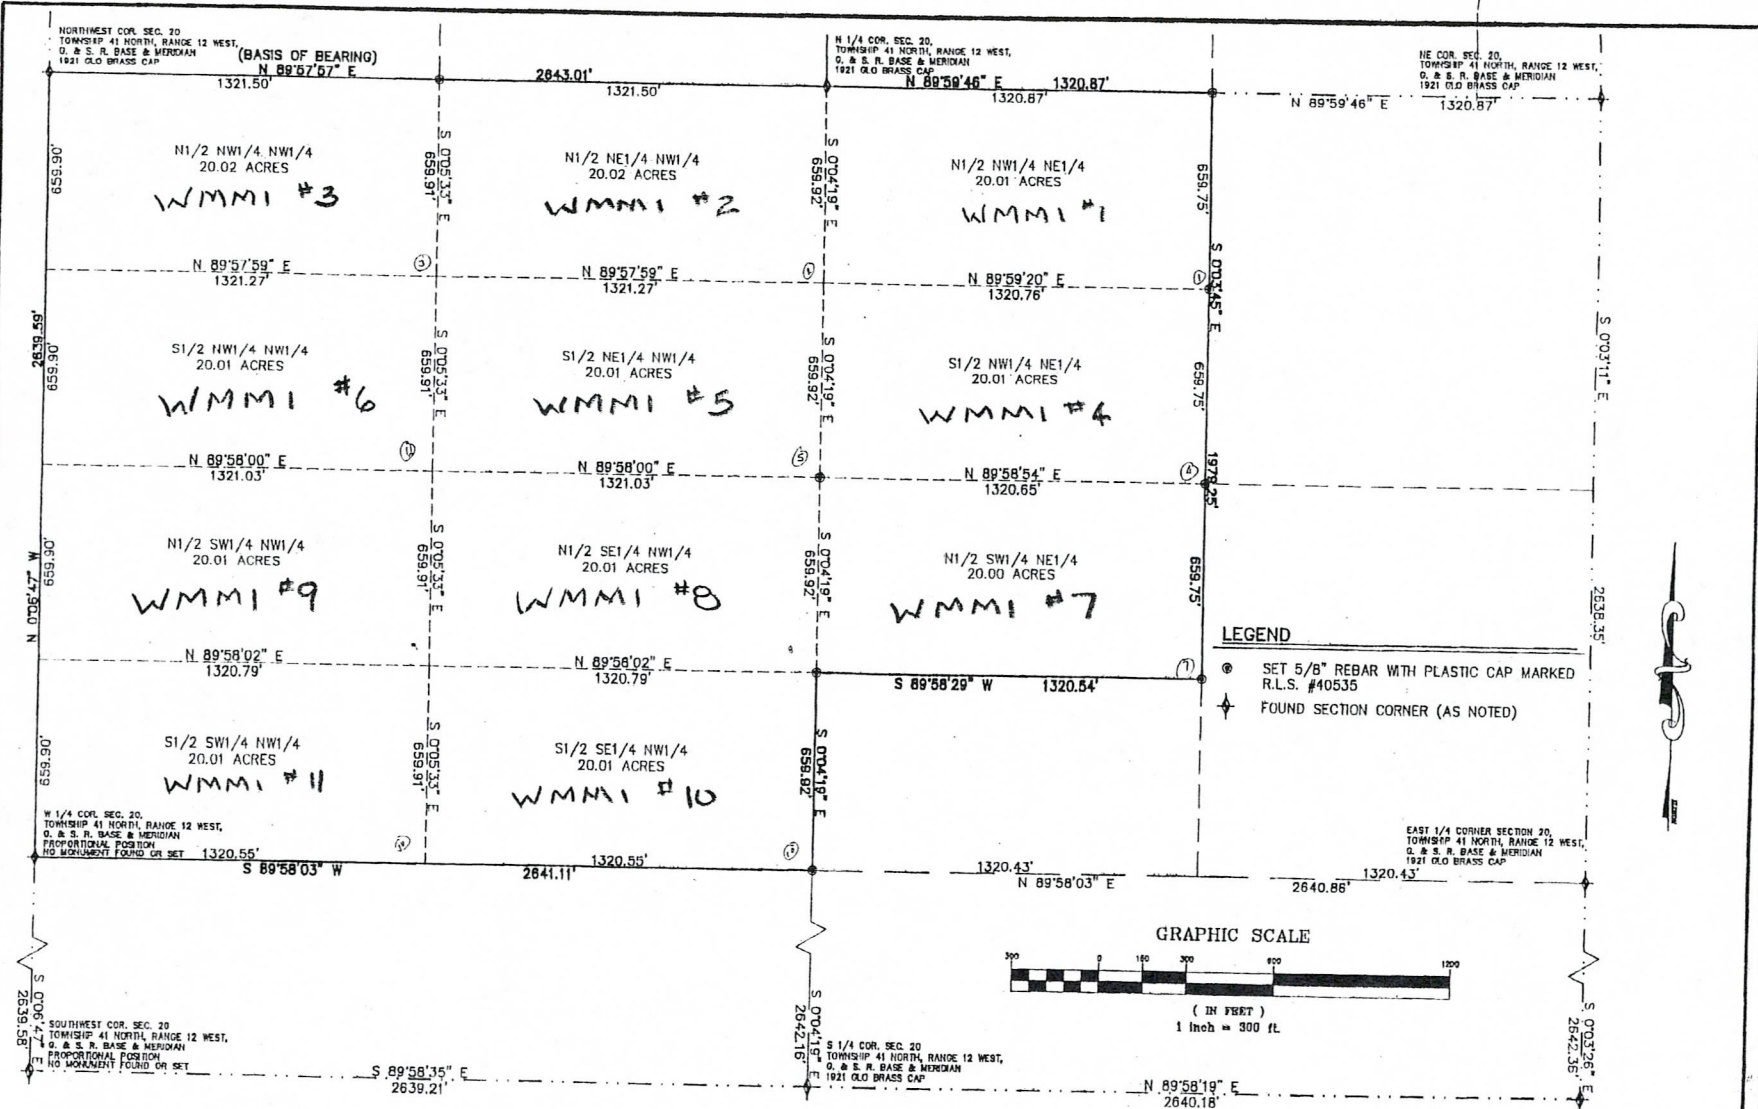 NORTHWEST COR. SEC. 20
TOWNSHIP 41 NORTH, RANGE 12 WEST,
G. & S. R. BASE & MERIDIAN
1921 GLO BRASS CAP
(BASIS OF BEARING)
N 89°57'57" E
1321.50'
2643.01'
1321.50'
N 1/4 COR. SEC. 20,
TOWNSHIP 41 NORTH, RANGE 12 WEST,
G. & S. R. BASE & MERIDIAN
1921 GLO BRASS CAP
N 89°59'46" E 1320.87'
1320.87'
NE COR. SEC. 20,
TOWNSHIP 41 NORTH, RANGE 12 WEST,
G. & S. R. BASE & MERIDIAN
1921 GLO BRASS CAP
N 89°59'46" E 1320.87'
659.90'
N1/2 NW1/4 NW1/4
20.02 ACRES
WMMI #3
S 0°05'33" E
659.91'
N1/2 NE1/4 NW1/4
20.02 ACRES
WMMI #2
S 0°04'19" E
659.92'
N1/2 NW1/4 NE1/4
20.01 ACRES
WMMI #1
659.75'
S 0°03'45" E
N 89°57'59" E
1321.27'
3
N 89°57'59" E
1321.27'
2
N 89°59'20" E
1320.76'
1
2639.59'
659.90'
S1/2 NW1/4 NW1/4
20.01 ACRES
WMMI #6
S 0°05'33" E
659.91'
S1/2 NE1/4 NW1/4
20.01 ACRES
WMMI #5
S 0°04'19" E
659.92'
S1/2 NW1/4 NE1/4
20.01 ACRES
WMMI #4
659.75'
S 0°03'11" E
N 89°58'00" E
1321.03'
N 89°58'00" E
1321.03'
5
N 89°58'54" E
1320.65'
4
1979.25'
N 0°06'47" W
659.90'
N1/2 SW1/4 NW1/4
20.01 ACRES
WMMI #9
S 0°05'33" E
659.91'
N1/2 SE1/4 NW1/4
20.01 ACRES
WMMI #8
S 0°04'19" E
659.92'
N1/2 SW1/4 NE1/4
20.00 ACRES
WMMI #7
659.75'
2638.35'
N 89°58'02" E
1320.79'
N 89°58'02" E
1320.79'
S 89°58'29" W 1320.54'
7
LEGEND
SET 5/8" REBAR WITH PLASTIC CAP MARKED
R.L.S. #40535
FOUND SECTION CORNER (AS NOTED)
659.90'
S1/2 SW1/4 NW1/4
20.01 ACRES
WMMI #11
S 0°05'33" E
659.91'
S1/2 SE1/4 NW1/4
20.01 ACRES
WMMI #10
S 0°04'19" E
659.92'
W 1/4 COR. SEC. 20,
TOWNSHIP 41 NORTH, RANGE 12 WEST,
G. & S. R. BASE & MERIDIAN
PROPORTIONAL POSITION
NO MONUMENT FOUND OR SET
1320.55'
S 89°58'03" W
1320.55'
2641.11'
1320.43'
N 89°58'03" E
1320.43'
2640.86'
EAST 1/4 CORNER SECTION 20,
TOWNSHIP 41 NORTH, RANGE 12 WEST,
G. & S. R. BASE & MERIDIAN
1921 GLO BRASS CAP
GRAPHIC SCALE
300 0 150 300 600 1200
( IN FEET )
1 inch = 300 ft.
S 0°06'47" E
2639.58'
SOUTHWEST COR. SEC. 20
TOWNSHIP 41 NORTH, RANGE 12 WEST,
G. & S. R. BASE & MERIDIAN
PROPORTIONAL POSITION
NO MONUMENT FOUND OR SET
S 89°58'35" E
2639.21'
S 0°04'19" E
2642.16'
S 1/4 COR. SEC. 20
TOWNSHIP 41 NORTH, RANGE 12 WEST,
G. & S. R. BASE & MERIDIAN
1921 GLO BRASS CAP
N 89°58'19" E
2640.18'
S 0°03'26" E
2642.36'